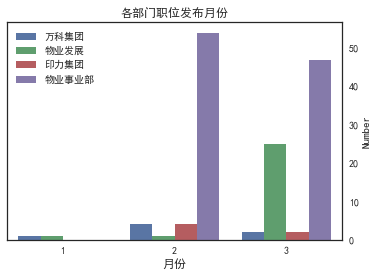 各部门职位发布月份
万科集团
物业发展
印力集团
物业事业部
50
40
30
20
10
0
Number
1 2 3
月份